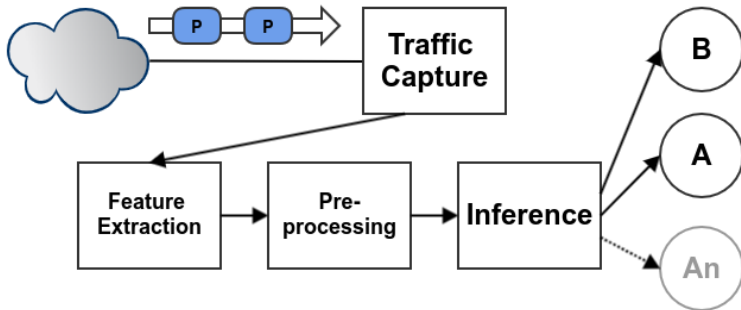 P P
Traffic
Capture
B
A
An
Feature
Extraction
Pre-
processing
Inference